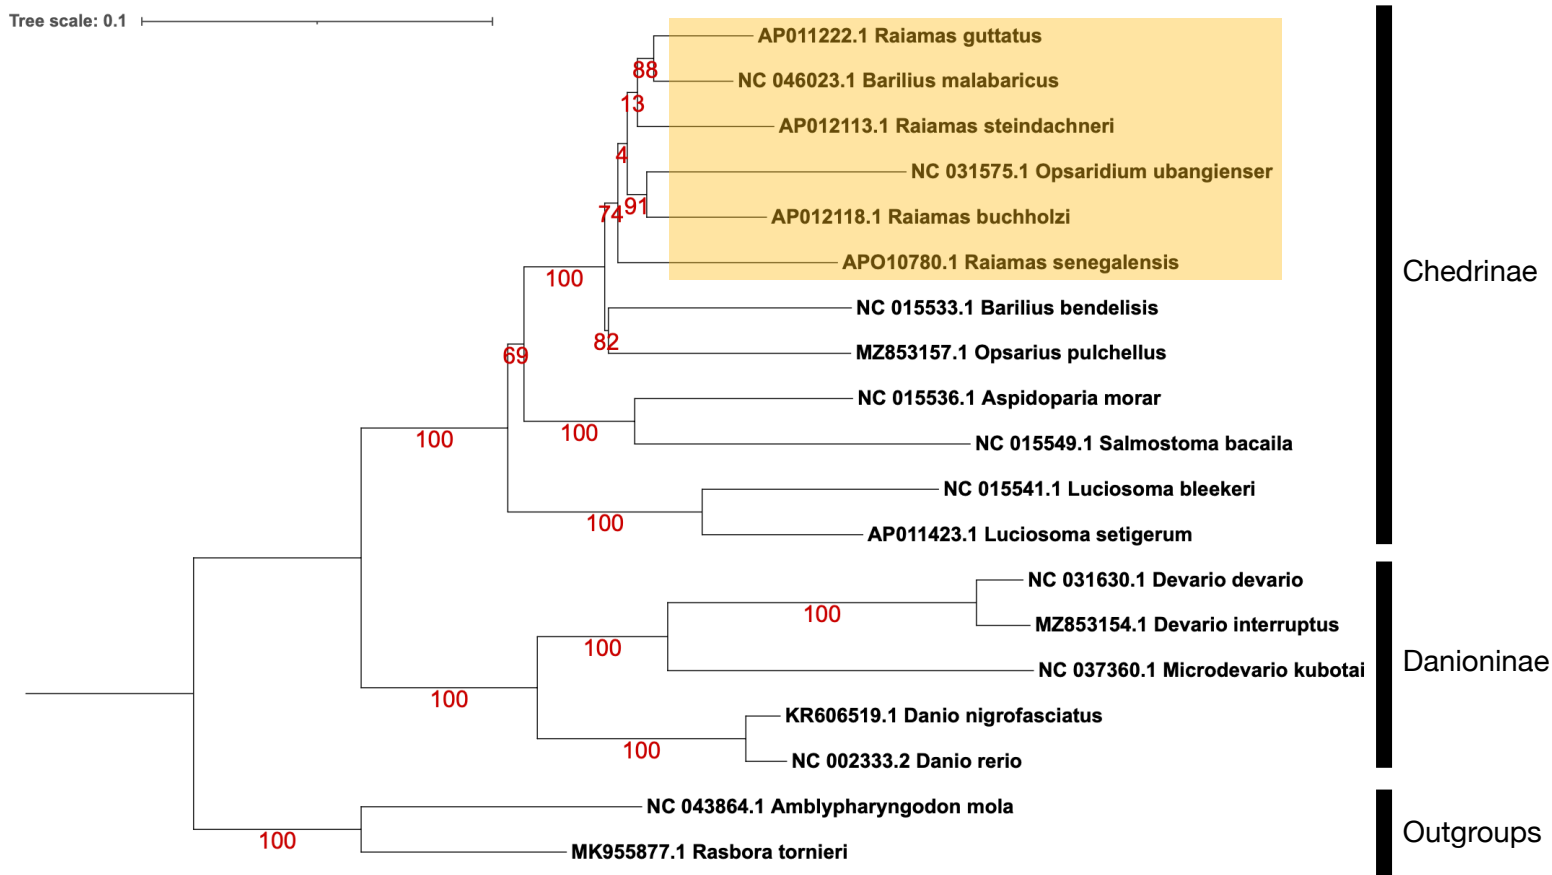 Tree scale: 0.1
AP011222.1 Raiamas guttatus
88
NC 046023.1 Barilius malabaricus
13
AP012113.1 Raiamas steindachneri
4
NC 031575.1 Opsaridium ubangienser
74
91
AP012118.1 Raiamas buchholzi
APO10780.1 Raiamas senegalensis
Chedrinae
100
NC 015533.1 Barilius bendelisis
82
MZ853157.1 Opsarius pulchellus
69
NC 015536.1 Aspidoparia morar
100
100
NC 015549.1 Salmostoma bacaila
NC 015541.1 Luciosoma bleekeri
100
AP011423.1 Luciosoma setigerum
NC 031630.1 Devario devario
100
MZ853154.1 Devario interruptus
100
Danioninae
NC 037360.1 Microdevario kubotai
100
KR606519.1 Danio nigrofasciatus
100
NC 002333.2 Danio rerio
NC 043864.1 Amblypharyngodon mola
100
Outgroups
MK955877.1 Rasbora tornieri